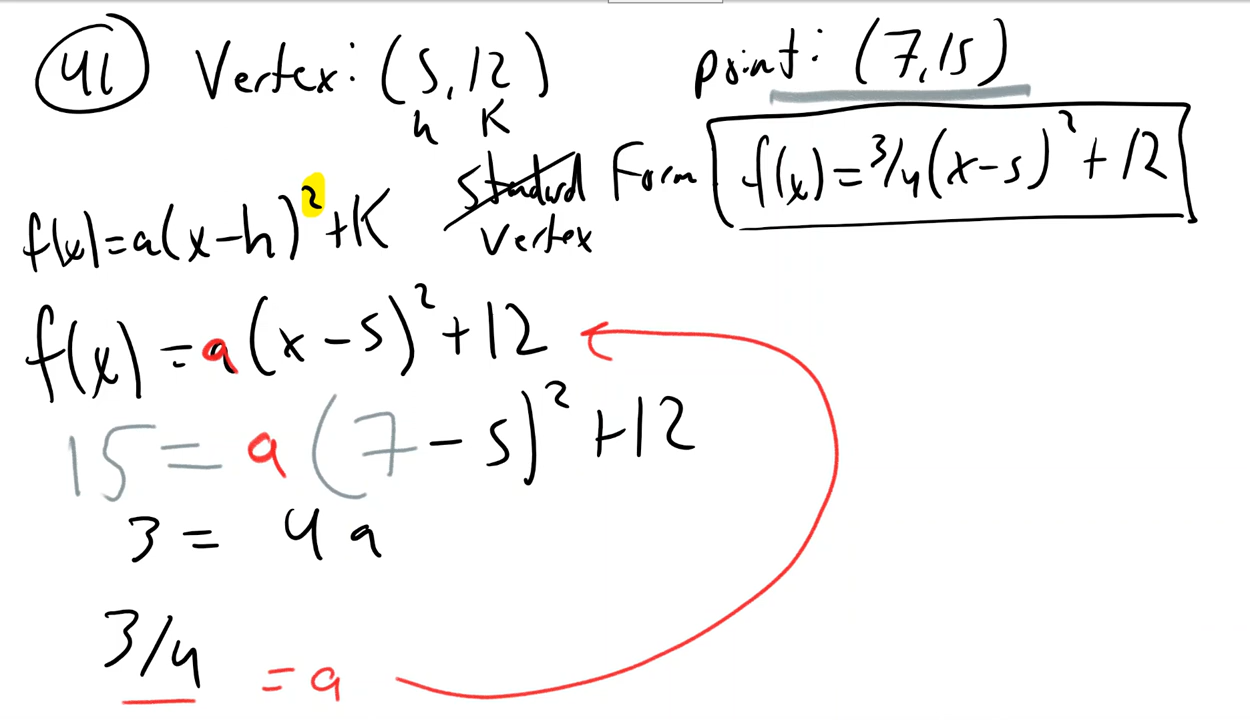 41 Vertex: (5,12) point: (7,15)
h K
f(x)=a(x-h)²+K Standard Form f(x)=3/4(x-5)²+12
Vertex
f(x)=a(x-5)²+12
15=a(7-5)²+12
3=4a
3/4=a